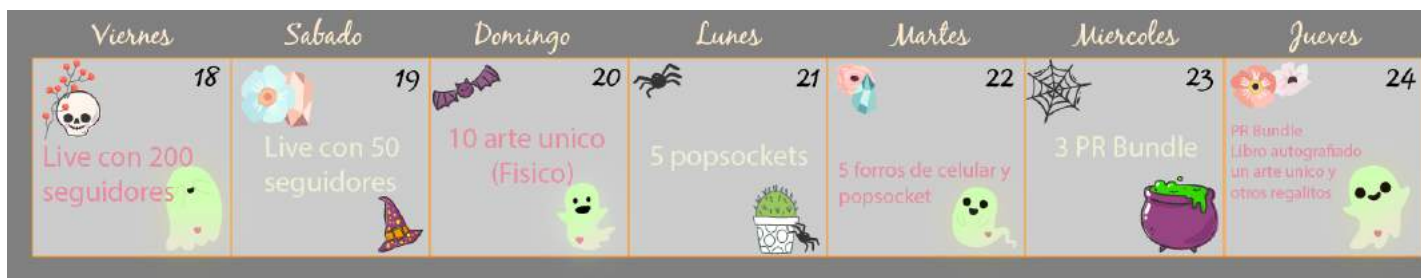 Viernes
Sabado
Domingo
Lunes
Martes
Miercoles
Jueves
18
Live con 200
seguidores
19
Live con 50
seguidores
20
10 arte unico
(Fisico)
21
5 popsockets
22
5 forros de celular y
popsocket
23
3 PR Bundle
24
PR Bundle
Libro autografiado
un arte unico y
otros regalitos